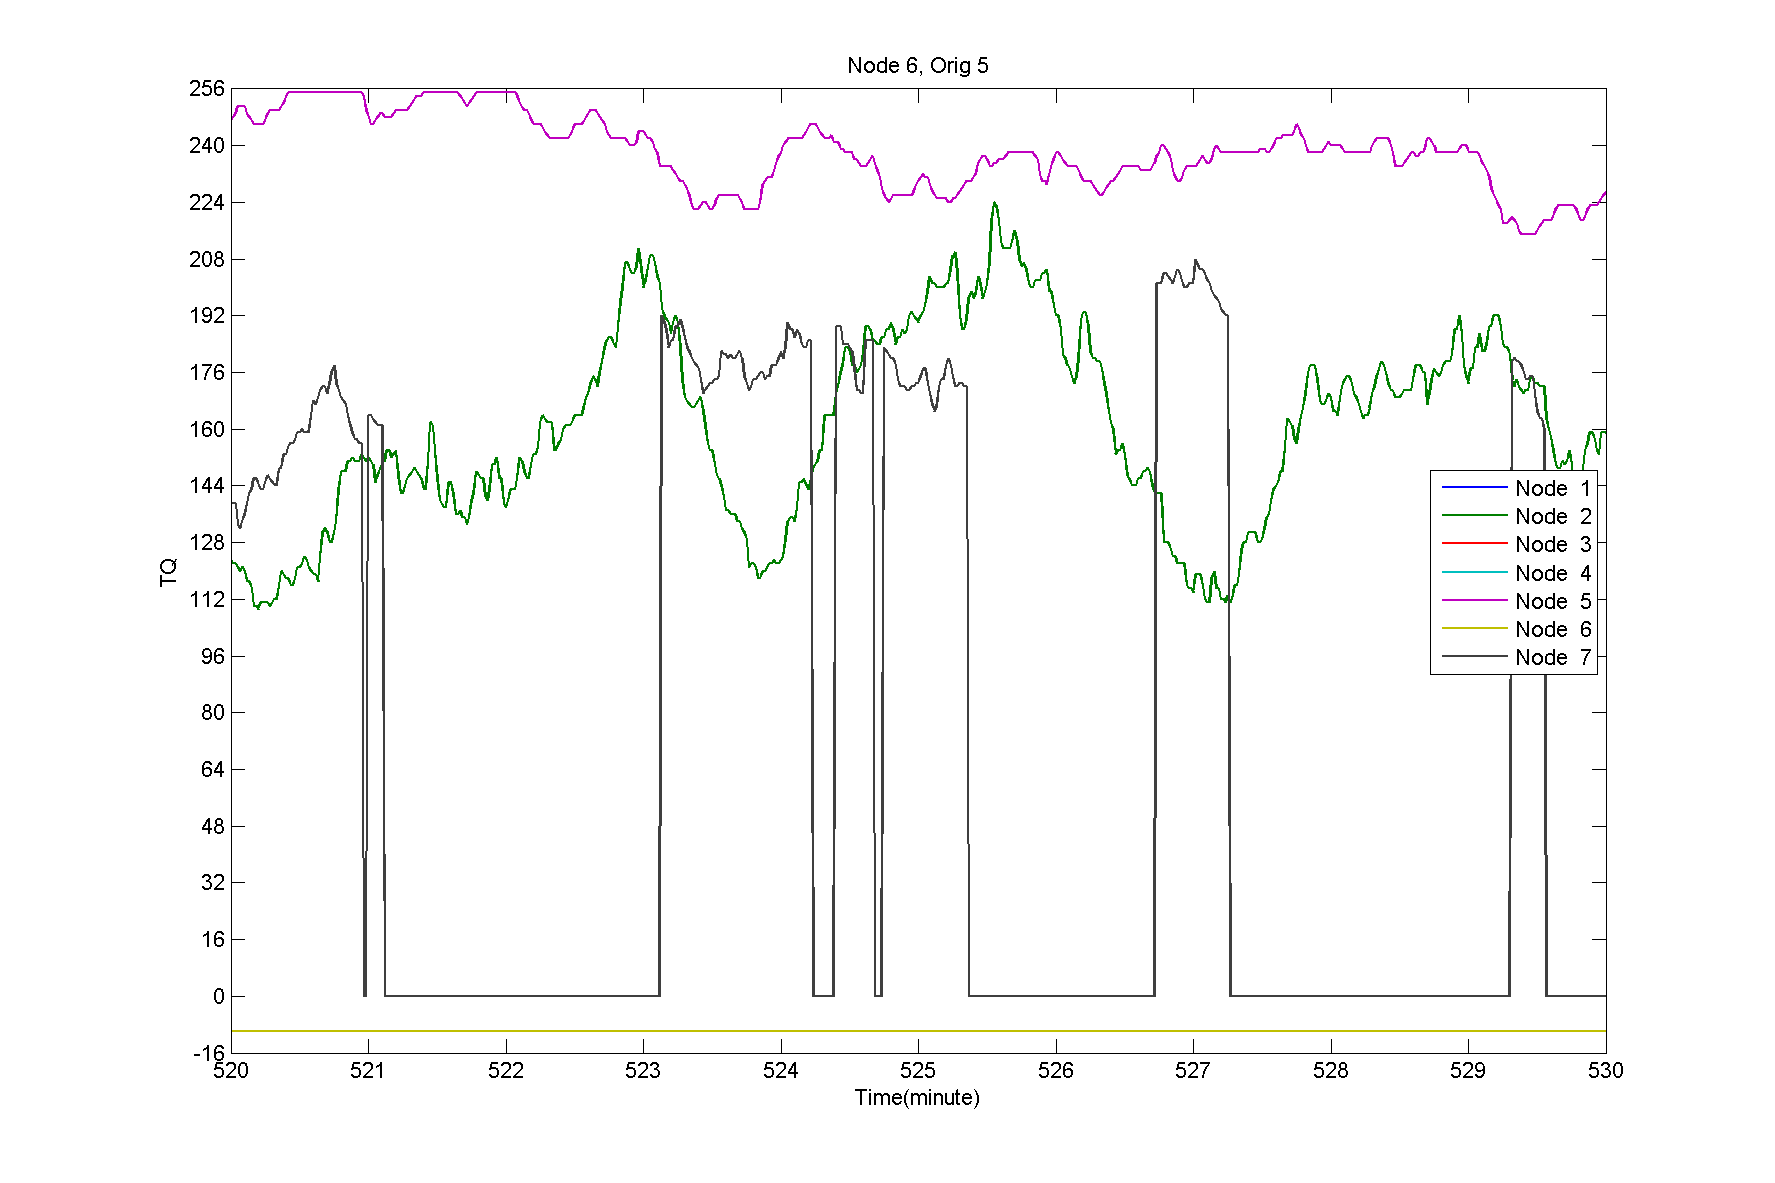 Node 6, Orig 5
256
240
224
208
192
176
160
144
128
112
96
80
64
48
32
16
0
-16
TQ
Node 1
Node 2
Node 3
Node 4
Node 5
Node 6
Node 7
520 521 522 523 524 525 526 527 528 529 530
Time(minute)